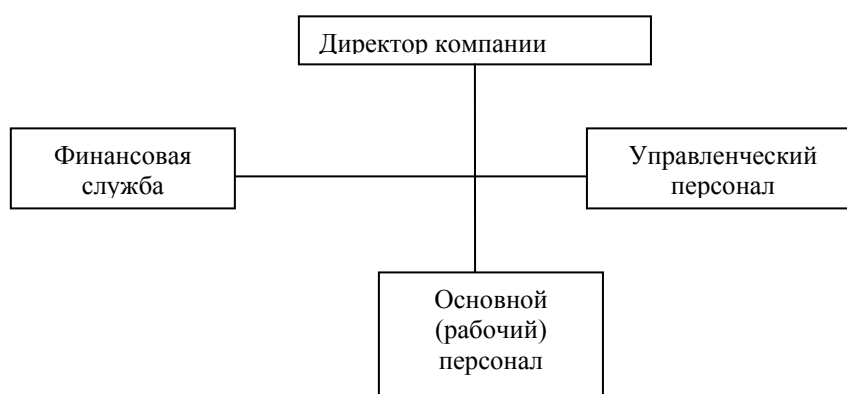 Директор компании
Финансовая
служба
Управленческий
персонал
Основной
(рабочий)
персонал